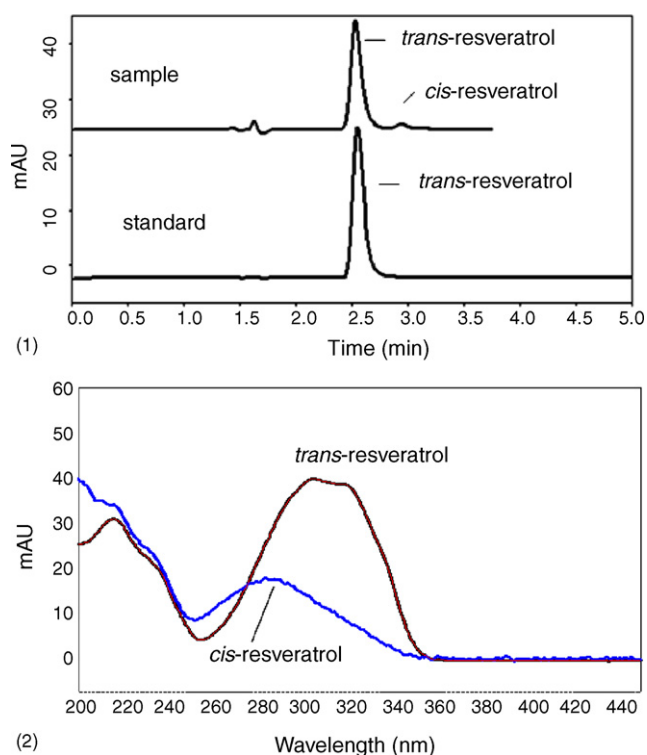 40
trans-resveratrol
sample
cis-resveratrol
30
mAU
20
trans-resveratrol
10
standard
0
0.0 0.5 1.0 1.5 2.0 2.5 3.0 3.5 4.0 4.5 5.0
(1) Time (min)
60
50
trans-resveratrol
40
30
mAU
20
10
cis-resveratrol
0
200 220 240 260 280 300 320 340 360 380 400 420 440
(2) Wavelength (nm)